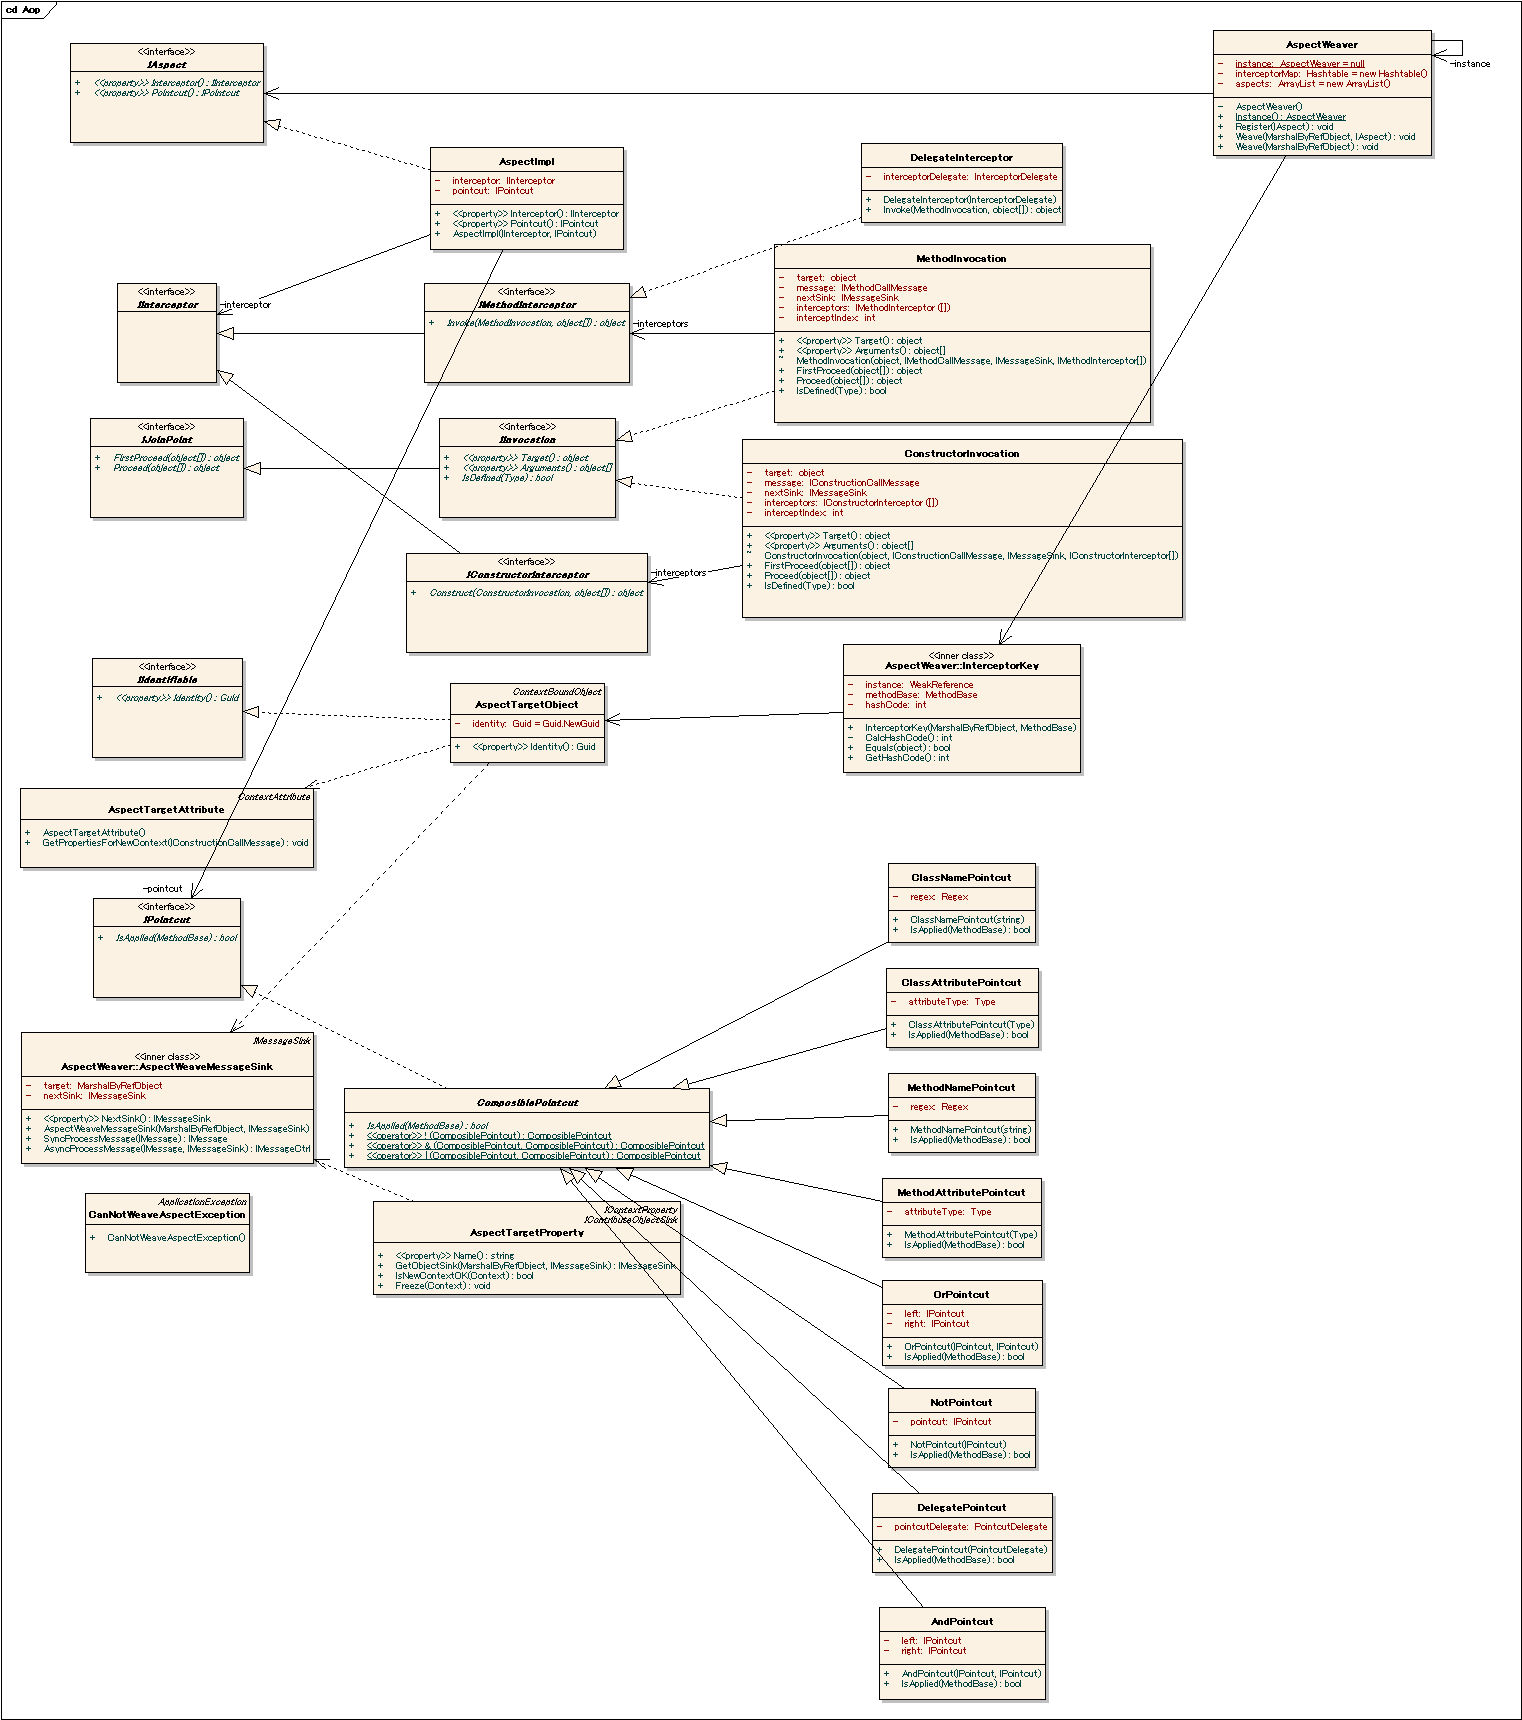 cd Aop
<<interface>>
IAspect
+ <<property>> Interceptor() : IInterceptor
+ <<property>> Pointcut() : IPointcut
AspectWeaver
- instance: AspectWeaver = null
- interceptorMap: Hashtable = new Hashtable()
- aspects: ArrayList = new ArrayList()
- AspectWeaver()
+ Instance() : AspectWeaver
+ Register(IAspect) : void
+ Weave(MarshalByRefObject, IAspect) : void
+ Weave(MarshalByRefObject) : void
-instance
AspectImpl
- interceptor: IInterceptor
- pointcut: IPointcut
+ <<property>> Interceptor() : IInterceptor
+ <<property>> Pointcut() : IPointcut
+ AspectImpl(IInterceptor, IPointcut)
DelegateInterceptor
- interceptorDelegate: InterceptorDelegate
+ DelegateInterceptor(InterceptorDelegate)
+ Invoke(MethodInvocation, object[]) : object
<<interface>>
IInterceptor
-interceptor
<<interface>>
IMethodInterceptor
+ Invoke(MethodInvocation, object[]) : object
-interceptors
MethodInvocation
- target: object
- message: IMethodCallMessage
- nextSink: IMessageSink
- interceptors: IMethodInterceptor ([])
- interceptIndex: int
+ <<property>> Target() : object
+ <<property>> Arguments() : object[]
~ MethodInvocation(object, IMethodCallMessage, IMessageSink, IMethodInterceptor[])
+ FirstProceed(object[]) : object
+ Proceed(object[]) : object
+ IsDefined(Type) : bool
<<interface>>
IJoinPoint
+ FirstProceed(object[]) : object
+ Proceed(object[]) : object
<<interface>>
IInvocation
+ <<property>> Target() : object
+ <<property>> Arguments() : object[]
+ IsDefined(Type) : bool
ConstructorInvocation
- target: object
- message: IConstructionCallMessage
- nextSink: IMessageSink
- interceptors: IConstructorInterceptor ([])
- interceptIndex: int
+ <<property>> Target() : object
+ <<property>> Arguments() : object[]
~ ConstructorInvocation(object, IConstructionCallMessage, IMessageSink, IConstructorInterceptor[])
+ FirstProceed(object[]) : object
+ Proceed(object[]) : object
+ IsDefined(Type) : bool
<<interface>>
IConstructorInterceptor
+ Construct(ConstructorInvocation, object[]) : object
-interceptors
<<interface>>
IIdentifiable
+ <<property>> Identity() : Guid
ContextBoundObject
AspectTargetObject
- identity: Guid = Guid.NewGuid
+ <<property>> Identity() : Guid
<<inner class>>
AspectWeaver::InterceptorKey
- instance: WeakReference
- methodBase: MethodBase
- hashCode: int
+ InterceptorKey(MarshalByRefObject, MethodBase)
- CalcHashCode() : int
+ Equals(object) : bool
+ GetHashCode() : int
ContextAttribute
AspectTargetAttribute
+ AspectTargetAttribute()
+ GetPropertiesForNewContext(IConstructionCallMessage) : void
-pointcut
<<interface>>
IPointcut
+ IsApplied(MethodBase) : bool
ClassNamePointcut
- regex: Regex
+ ClassNamePointcut(string)
+ IsApplied(MethodBase) : bool
ClassAttributePointcut
- attributeType: Type
+ ClassAttributePointcut(Type)
+ IsApplied(MethodBase) : bool
IMessageSink
<<inner class>>
AspectWeaver::AspectWeaveMessageSink
- target: MarshalByRefObject
- nextSink: IMessageSink
+ <<property>> NextSink() : IMessageSink
+ AspectWeaveMessageSink(MarshalByRefObject, IMessageSink)
+ SyncProcessMessage(IMessage) : IMessage
+ AsyncProcessMessage(IMessage, IMessageSink) : IMessageCtrl
ComposiblePointcut
+ IsApplied(MethodBase) : bool
+ <<operator>> ! (ComposiblePointcut) : ComposiblePointcut
+ <<operator>> & (ComposiblePointcut, ComposiblePointcut) : ComposiblePointcut
+ <<operator>> | (ComposiblePointcut, ComposiblePointcut) : ComposiblePointcut
MethodNamePointcut
- regex: Regex
+ MethodNamePointcut(string)
+ IsApplied(MethodBase) : bool
ApplicationException
CanNotWeaveAspectException
+ CanNotWeaveAspectException()
IContextProperty
IContributeObjectSink
AspectTargetProperty
+ <<property>> Name() : string
+ GetObjectSink(MarshalByRefObject, IMessageSink) : IMessageSink
+ IsNewContextOK(Context) : bool
+ Freeze(Context) : void
MethodAttributePointcut
- attributeType: Type
+ MethodAttributePointcut(Type)
+ IsApplied(MethodBase) : bool
OrPointcut
- left: IPointcut
- right: IPointcut
+ OrPointcut(IPointcut, IPointcut)
+ IsApplied(MethodBase) : bool
NotPointcut
- pointcut: IPointcut
+ NotPointcut(IPointcut)
+ IsApplied(MethodBase) : bool
DelegatePointcut
- pointcutDelegate: PointcutDelegate
+ DelegatePointcut(PointcutDelegate)
+ IsApplied(MethodBase) : bool
AndPointcut
- left: IPointcut
- right: IPointcut
+ AndPointcut(IPointcut, IPointcut)
+ IsApplied(MethodBase) : bool